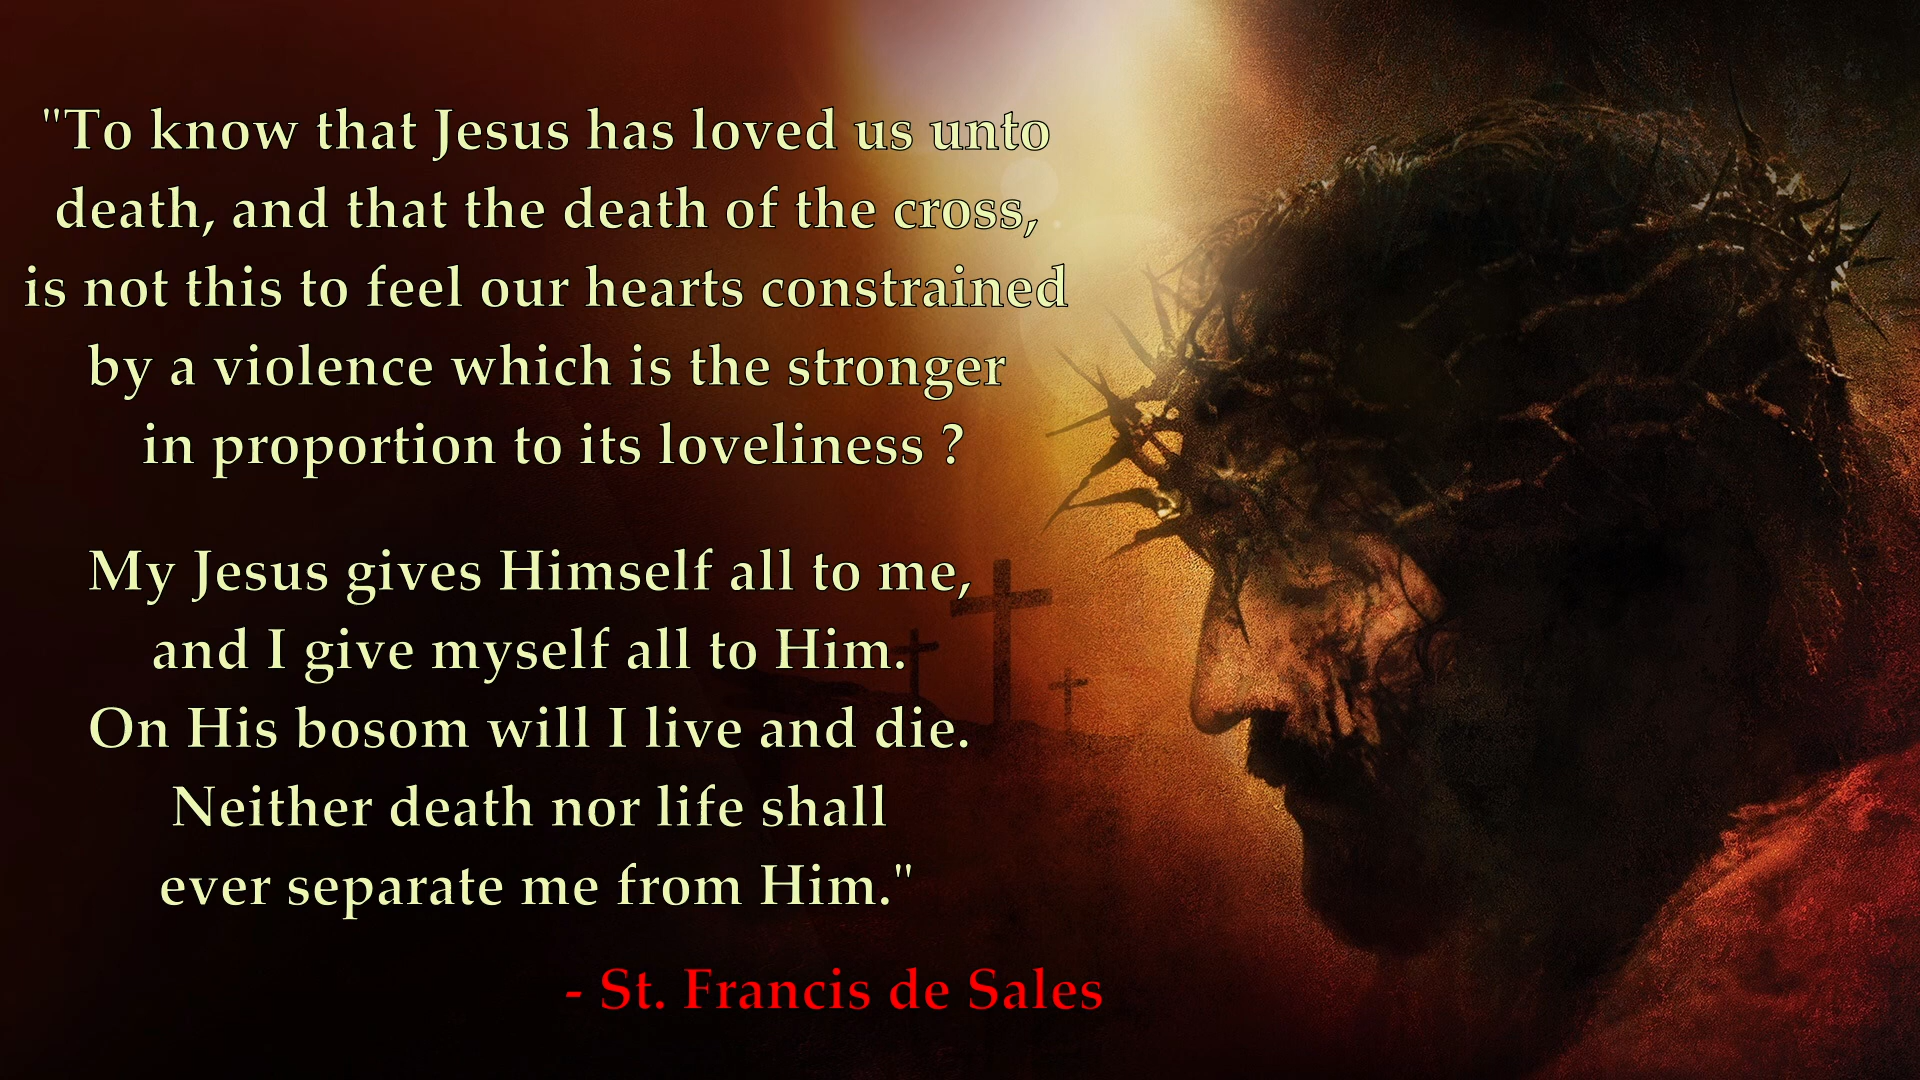 "To know that Jesus has loved us unto
death, and that the death of the cross,
is not this to feel our hearts constrained
by a violence which is the stronger
in proportion to its loveliness ?
My Jesus gives Himself all to me,
and I give myself all to Him.
On His bosom will I live and die.
Neither death nor life shall
ever separate me from Him."
- St. Francis de Sales